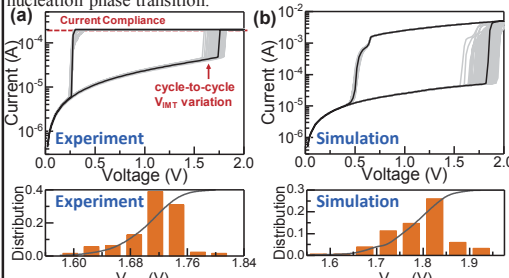 nucleation phase transition.
(a)
Current Compliance
10⁻⁴
10⁻⁵
10⁻⁶
Current (A)
cycle-to-cycle
V_IMT variation
Experiment
0.0 0.5 1.0 1.5 2.0
Voltage (V)
(b)
10⁻²
10⁻³
10⁻⁴
10⁻⁵
10⁻⁶
Current (A)
Simulation
0.0 0.5 1.0 1.5 2.0
Voltage (V)
0.4
0.2
0.0
Distribution
Experiment
1.60 1.68 1.76 1.84
(V)
0.3
0.2
0.1
0.0
Distribution
Simulation
1.6 1.7 1.8 1.9
(V)